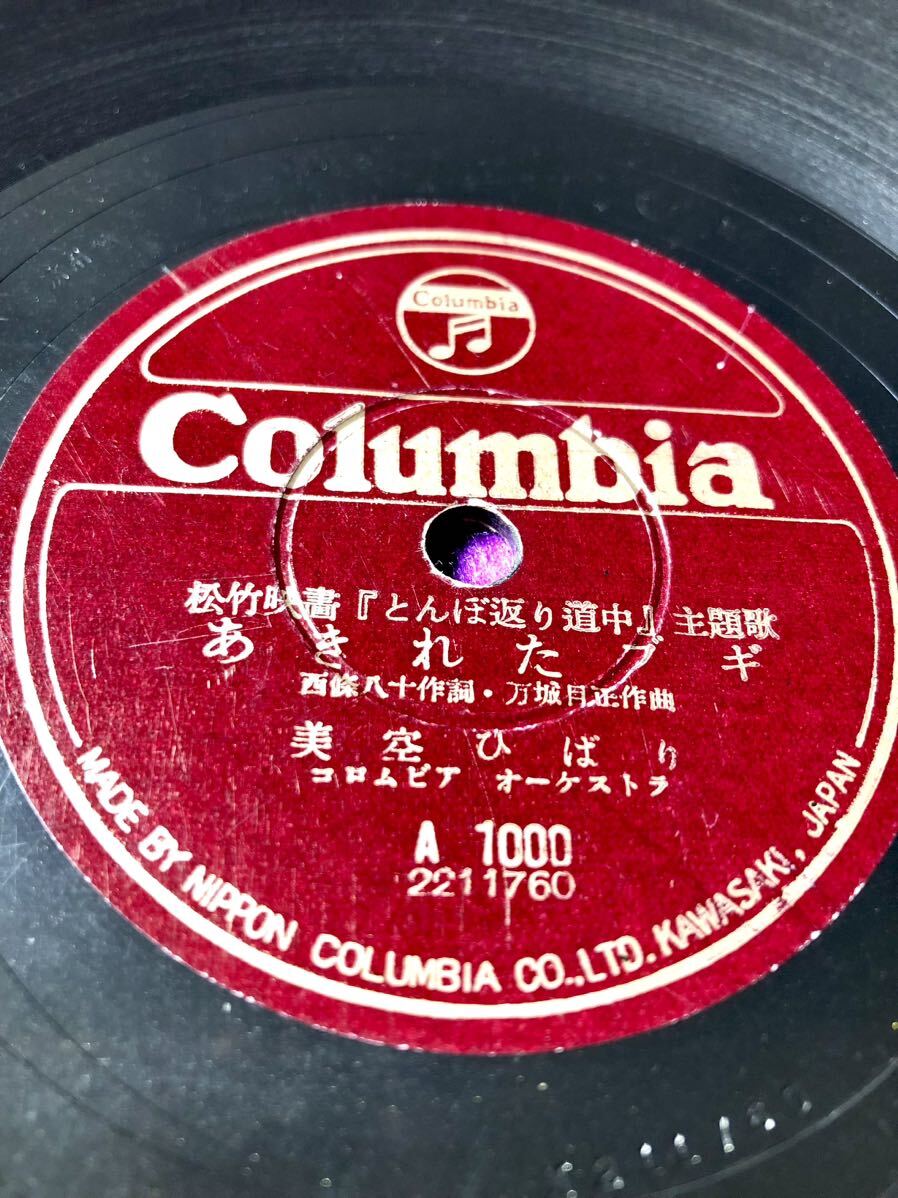 Columbia
Columbia
松竹映畵『とんぼ返り道中』主題歌
あきれたブギ
西條八十作詞・万城目正作曲
美空ひばり
コロムビア オーケストラ
A 1000
2211760
MADE BY NIPPON COLUMBIA CO.,LTD. KAWASAKI, JAPAN